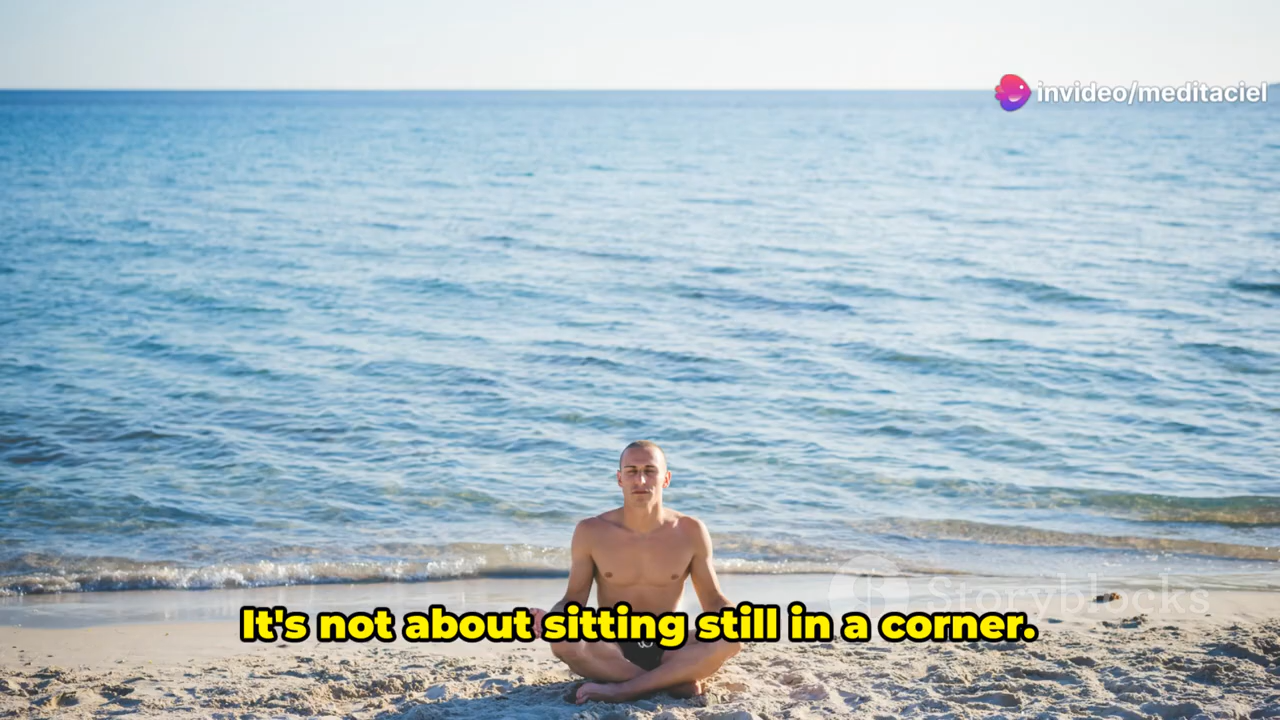 invideo/meditaciel
Storyblocks
It's not about sitting still in a corner.